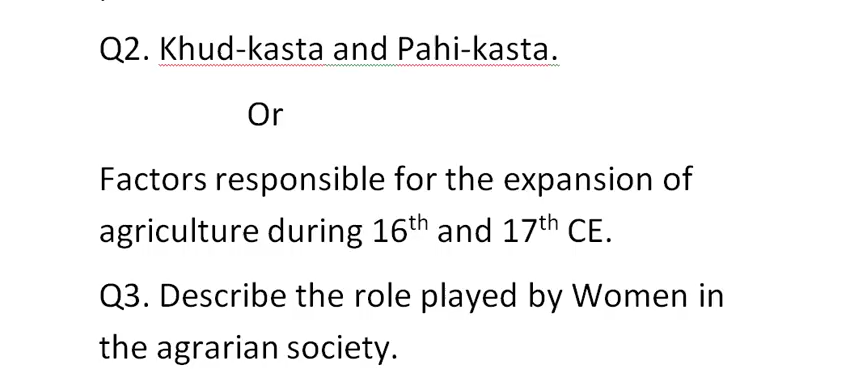 Q2. Khud-kasta and Pahi-kasta.
Or
Factors responsible for the expansion of
agriculture during 16th and 17th CE.
Q3. Describe the role played by Women in
the agrarian society.